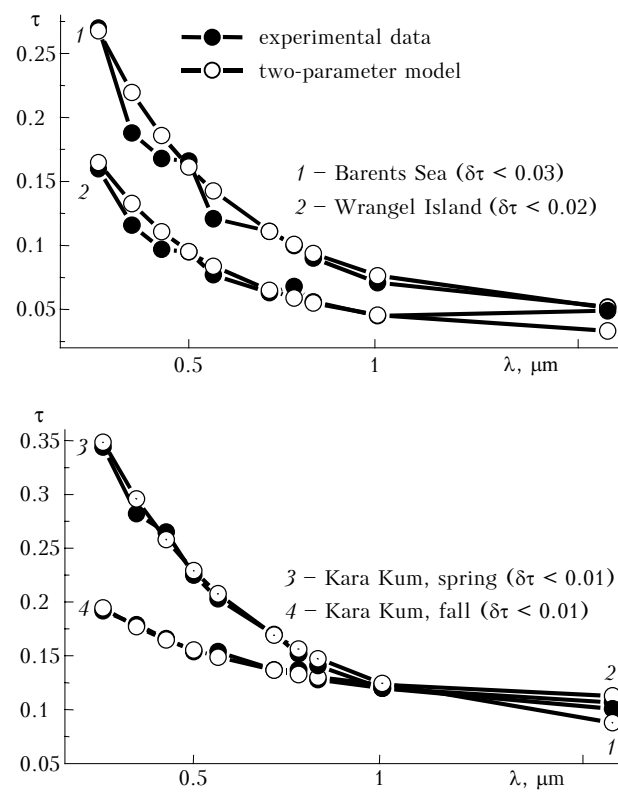 τ
0.25
0.2
0.15
0.1
0.05
1
2
experimental data
two-parameter model
1 – Barents Sea (δτ < 0.03)
2 – Wrangel Island (δτ < 0.02)
0.5 1 λ, μm
τ
0.35
0.3
0.25
0.2
0.15
0.1
0.05
3
4
3 – Kara Kum, spring (δτ < 0.01)
4 – Kara Kum, fall (δτ < 0.01)
2
1
0.5 1 λ, μm